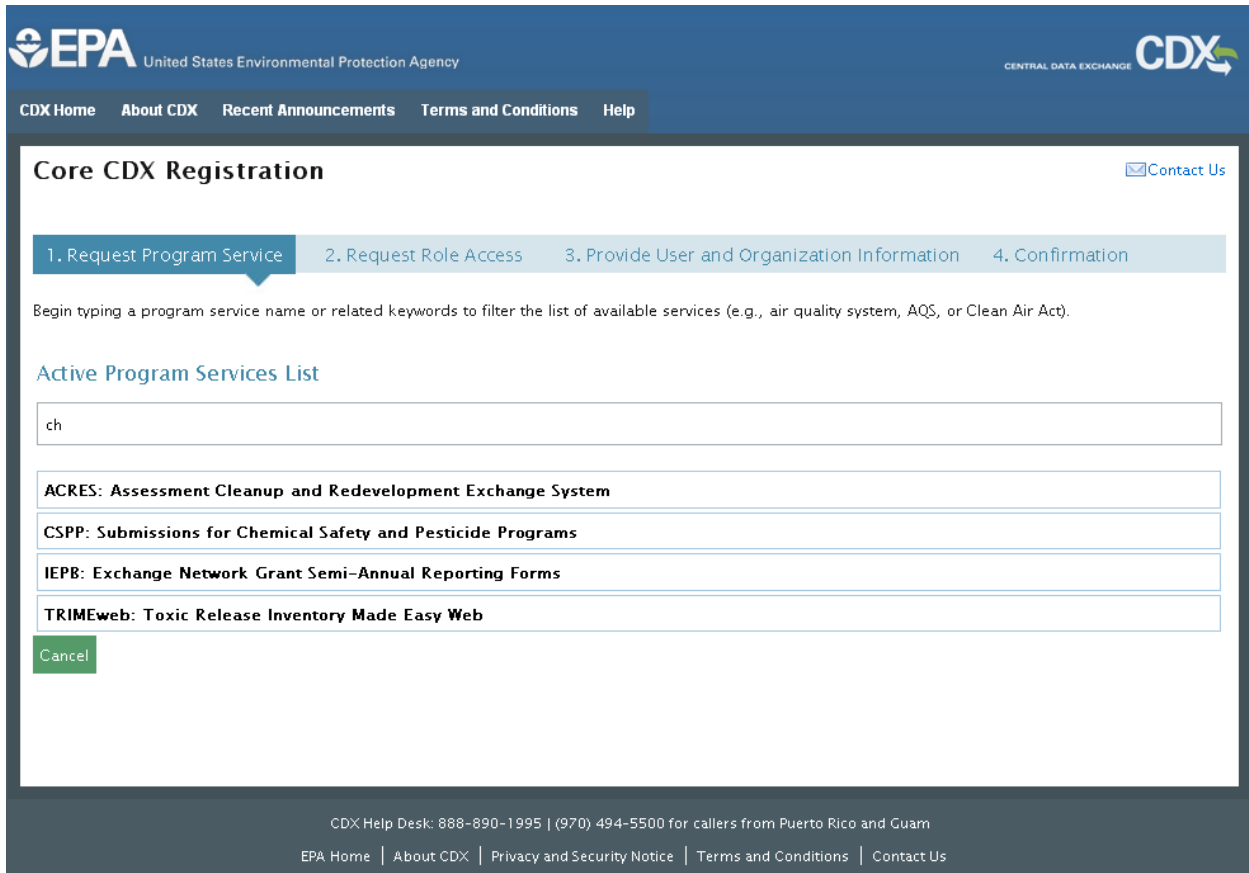 EPA United States Environmental Protection Agency
CENTRAL DATA EXCHANGE CDX
CDX Home About CDX Recent Announcements Terms and Conditions Help
Core CDX Registration
Contact Us
1. Request Program Service 2. Request Role Access 3. Provide User and Organization Information 4. Confirmation
Begin typing a program service name or related keywords to filter the list of available services (e.g., air quality system, AQS, or Clean Air Act).
Active Program Services List
ch
ACRES: Assessment Cleanup and Redevelopment Exchange System
CSPP: Submissions for Chemical Safety and Pesticide Programs
IEPB: Exchange Network Grant Semi-Annual Reporting Forms
TRIMEweb: Toxic Release Inventory Made Easy Web
Cancel
CDX Help Desk: 888-890-1995 | (970) 494-5500 for callers from Puerto Rico and Guam
EPA Home | About CDX | Privacy and Security Notice | Terms and Conditions | Contact Us